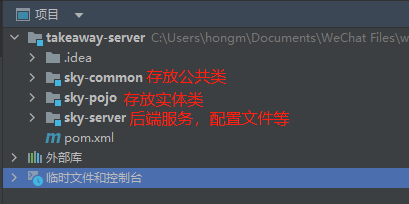 项目
takeaway-server C:\Users\hongm\Documents\WeChat Files\w
.idea
sky-common 存放公共类
sky-pojo 存放实体类
sky-server 后端服务，配置文件等
pom.xml
外部库
临时文件和控制台